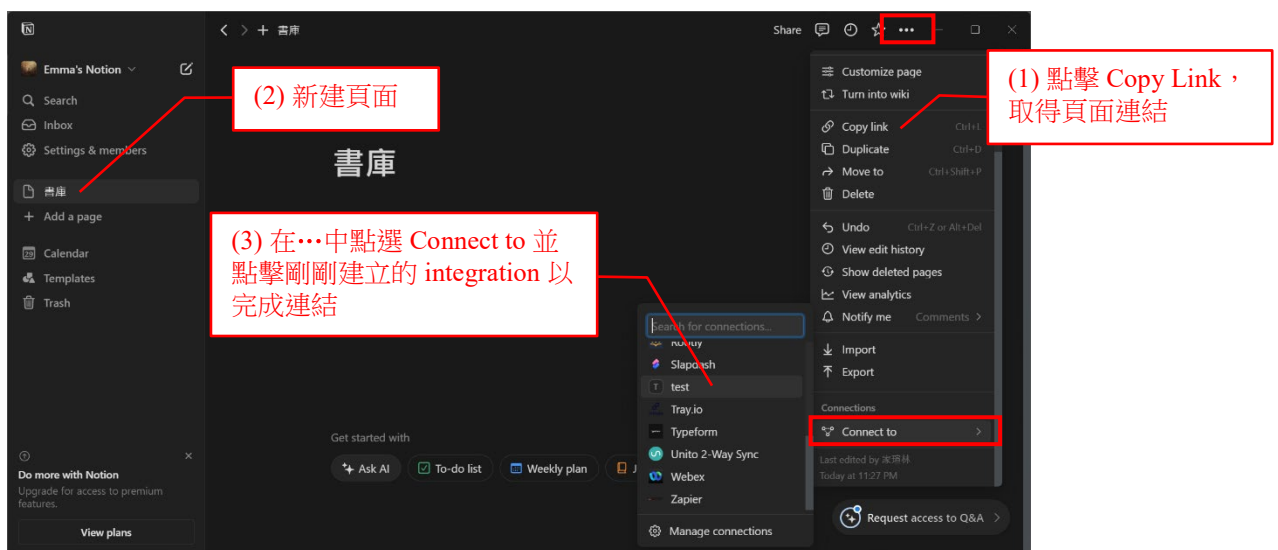 書庫
Share
Emma's Notion
Search
Inbox
Settings & members
書庫
Add a page
Calendar
Templates
Trash
(2) 新建頁面
書庫
(3) 在…中點選 Connect to 並
點擊剛剛建立的 integration 以
完成連結
(1) 點擊 Copy Link，
取得頁面連結
Customize page
Turn into wiki
Copy link Ctrl+L
Duplicate Ctrl+D
Move to Ctrl+Shift+P
Delete
Undo Ctrl+Z or Alt+Del
View edit history
Show deleted pages
View analytics
Notify me Comments
Import
Export
Connections
Connect to
Last edited by
Today at 11:27 PM
Search for connections...
Rootly
Slapdash
T test
Tray.io
Typeform
Unito 2-Way Sync
Webex
Zapier
Manage connections
Get started with
Ask AI
To-do list
Weekly plan
J
Do more with Notion
Upgrade for access to premium
features.
View plans
Request access to Q&A